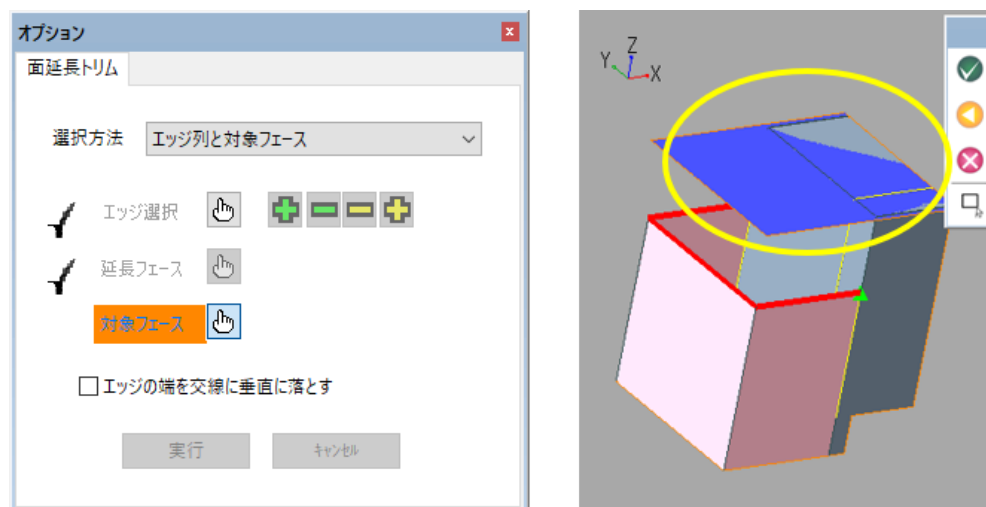 オプション
面延長トリム
選択方法
エッジ列と対象フェース
エッジ選択
延長フェース
対象フェース
エッジの端を交線に垂直に落とす
実行
ｷｬﾝｾﾙ
Z
Y
X